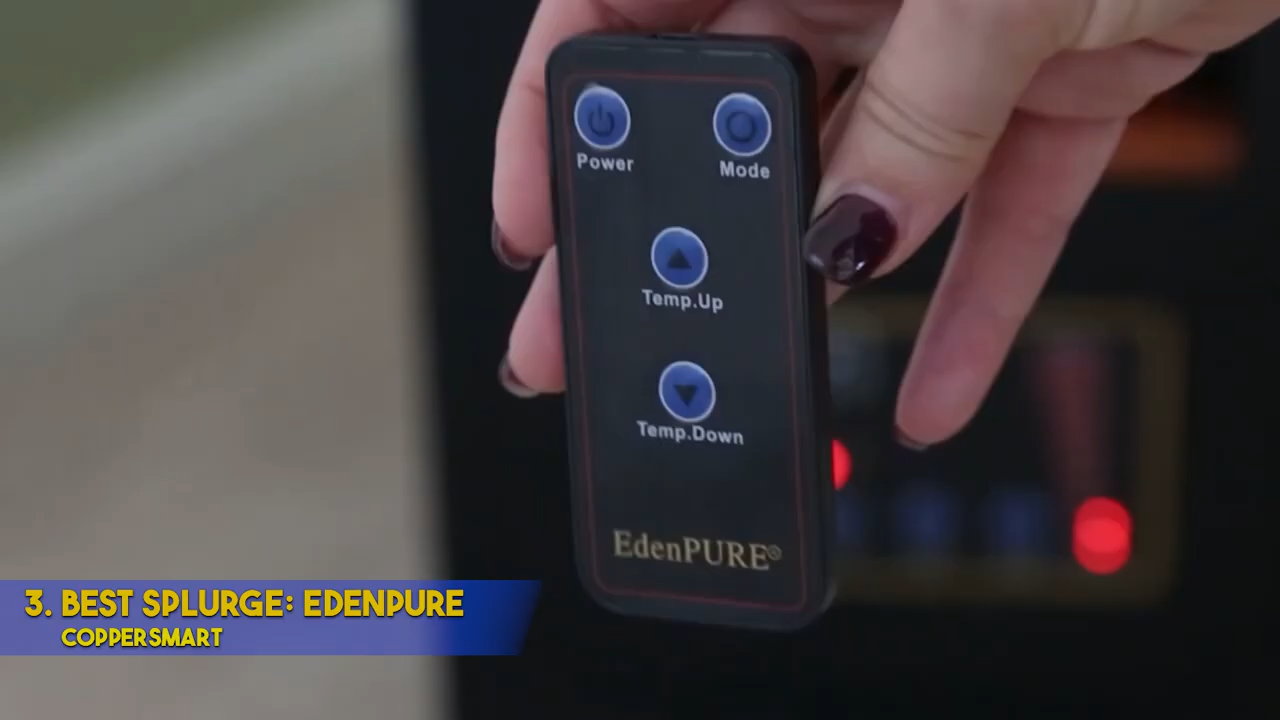 Power
Mode
Temp.Up
Temp.Down
EdenPURE®
3. BEST SPLURGE: EDENPURE
COPPERSMART